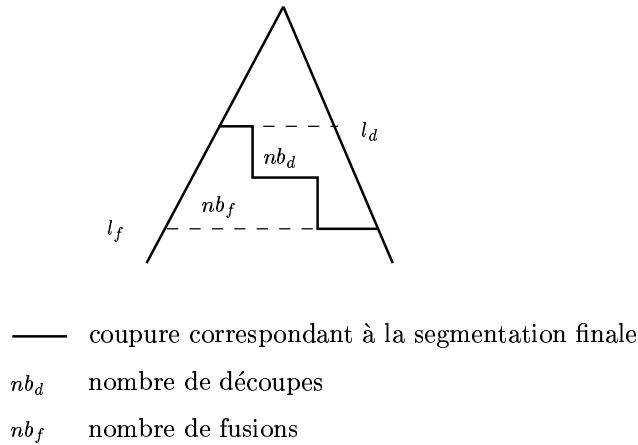 l_d
nb_d
nb_f
l_f
coupure correspondant à la segmentation finale
nb_d nombre de découpes
nb_f nombre de fusions